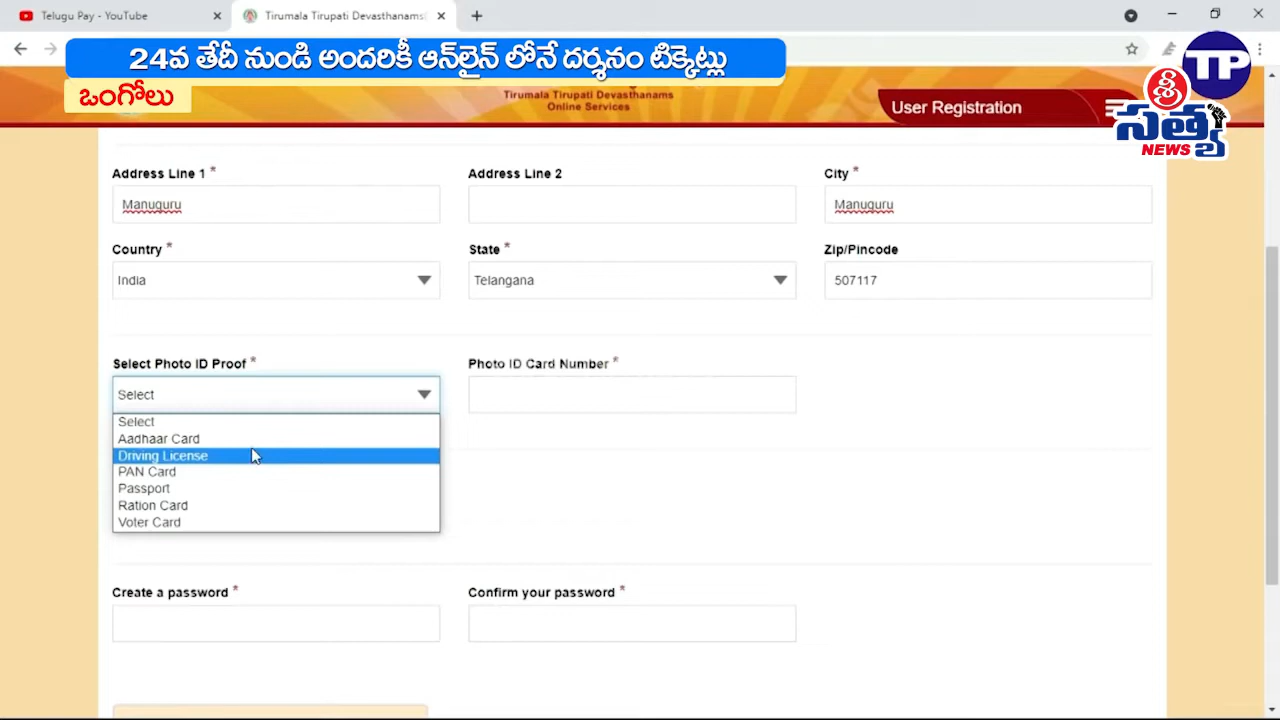 Telugu Pay - YouTube
Tirumala Tirupati Devasthanams(
24వ తేదీ నుండి అందరికీ ఆన్‌లైన్ లోనే దర్శనం టిక్కెట్లు
TP
ఒంగోలు
Tirumala Tirupati Devasthanams
Online Services
User Registration
శ్రీ
సత్య
NEWS
Address Line 1 *
Address Line 2
City *
Manuguru
Manuguru
Country *
State *
Zip/Pincode
India
Telangana
507117
Select Photo ID Proof *
Photo ID Card Number *
Select
Select
Aadhaar Card
Driving License
PAN Card
Passport
Ration Card
Voter Card
Create a password *
Confirm your password *